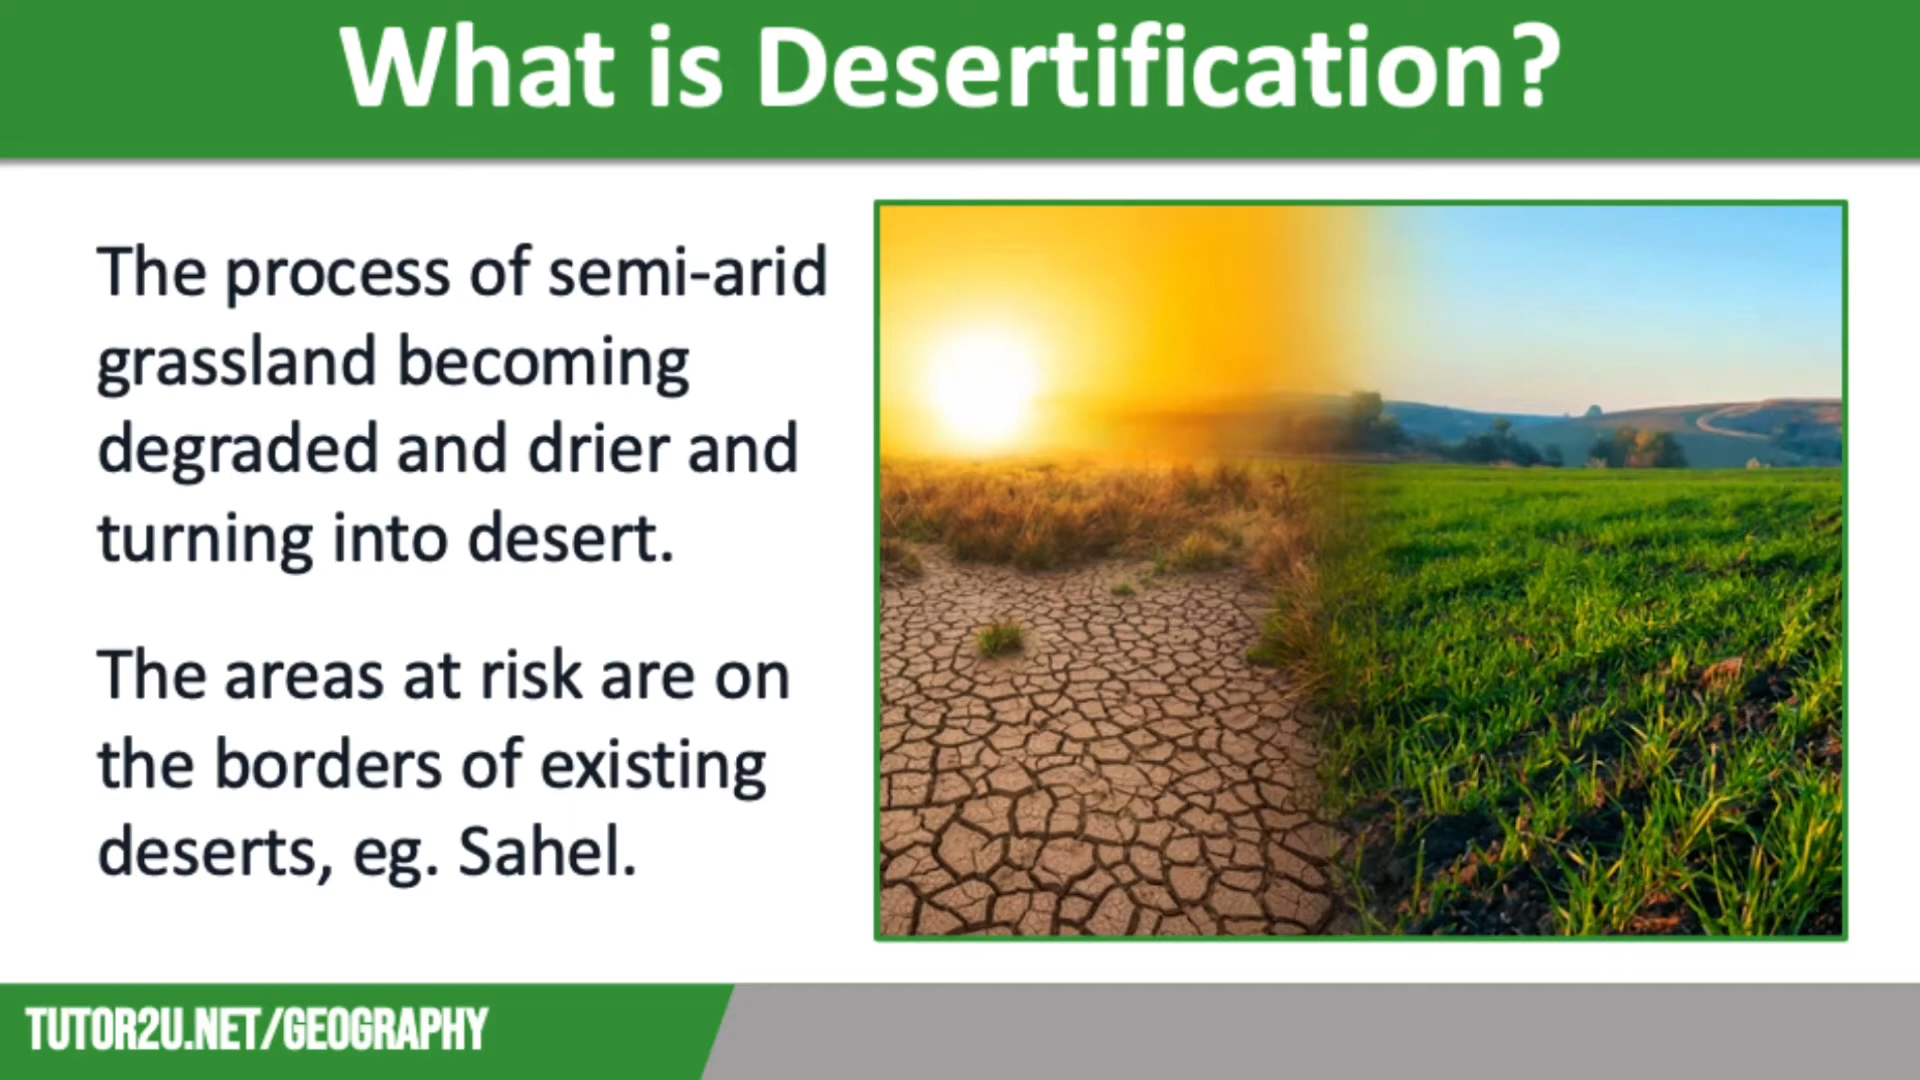 What is Desertification?
The process of semi-arid
grassland becoming
degraded and drier and
turning into desert.
The areas at risk are on
the borders of existing
deserts, eg. Sahel.
TUTOR2U.NET/GEOGRAPHY